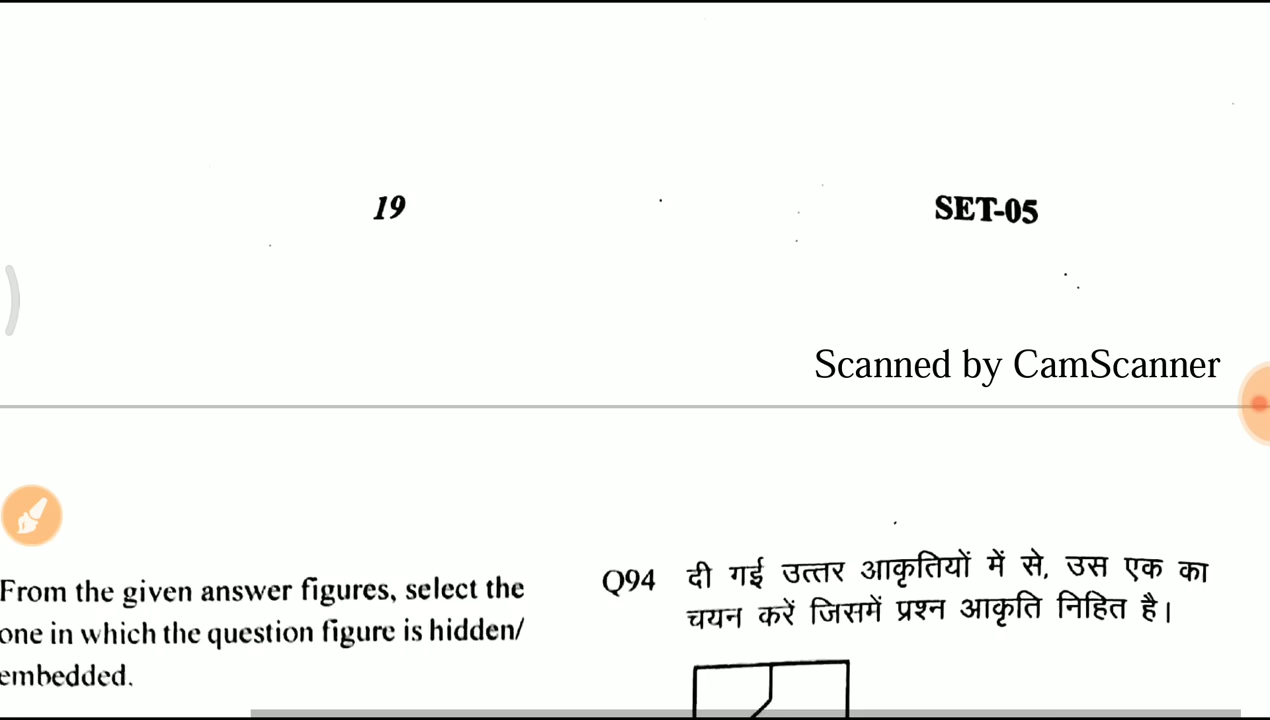 19
SET-05
Scanned by CamScanner
From the given answer figures, select the
one in which the question figure is hidden/
embedded.
Q94 दी गई उत्तर आकृतियों में से, उस एक का
चयन करें जिसमें प्रश्न आकृति निहित है।